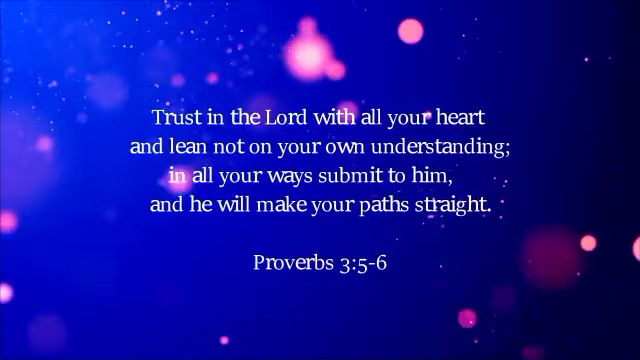 Trust in the Lord with all your heart
and lean not on your own understanding;
in all your ways submit to him,
and he will make your paths straight.
Proverbs 3:5-6